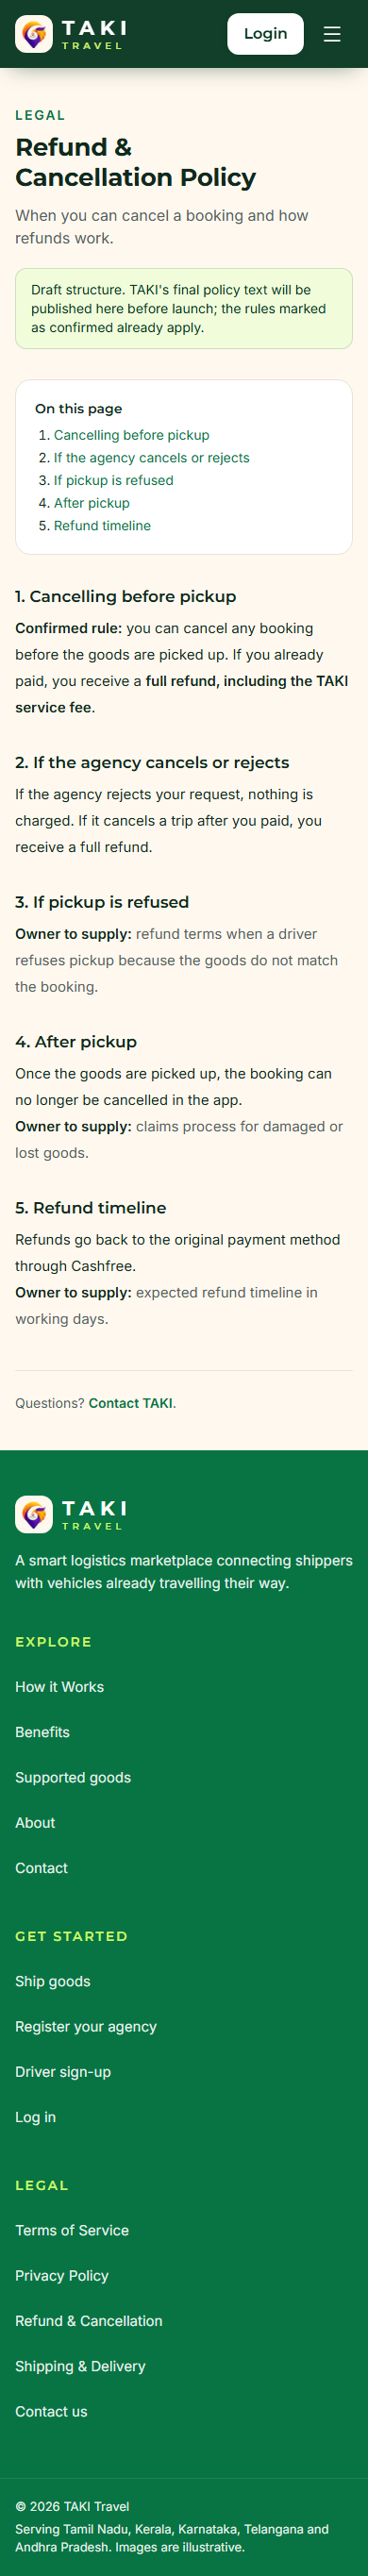 TAKI
TRAVEL
Login
LEGAL
Refund &
Cancellation Policy
When you can cancel a booking and how
refunds work.
Draft structure. TAKI's final policy text will be
published here before launch; the rules marked
as confirmed already apply.
On this page
1. Cancelling before pickup
2. If the agency cancels or rejects
3. If pickup is refused
4. After pickup
5. Refund timeline
1. Cancelling before pickup
Confirmed rule: you can cancel any booking
before the goods are picked up. If you already
paid, you receive a full refund, including the TAKI
service fee.
2. If the agency cancels or rejects
If the agency rejects your request, nothing is
charged. If it cancels a trip after you paid, you
receive a full refund.
3. If pickup is refused
Owner to supply: refund terms when a driver
refuses pickup because the goods do not match
the booking.
4. After pickup
Once the goods are picked up, the booking can
no longer be cancelled in the app.
Owner to supply: claims process for damaged or
lost goods.
5. Refund timeline
Refunds go back to the original payment method
through Cashfree.
Owner to supply: expected refund timeline in
working days.
Questions? Contact TAKI.
TAKI
TRAVEL
A smart logistics marketplace connecting shippers
with vehicles already travelling their way.
EXPLORE
How it Works
Benefits
Supported goods
About
Contact
GET STARTED
Ship goods
Register your agency
Driver sign-up
Log in
LEGAL
Terms of Service
Privacy Policy
Refund & Cancellation
Shipping & Delivery
Contact us
© 2026 TAKI Travel
Serving Tamil Nadu, Kerala, Karnataka, Telangana and
Andhra Pradesh. Images are illustrative.